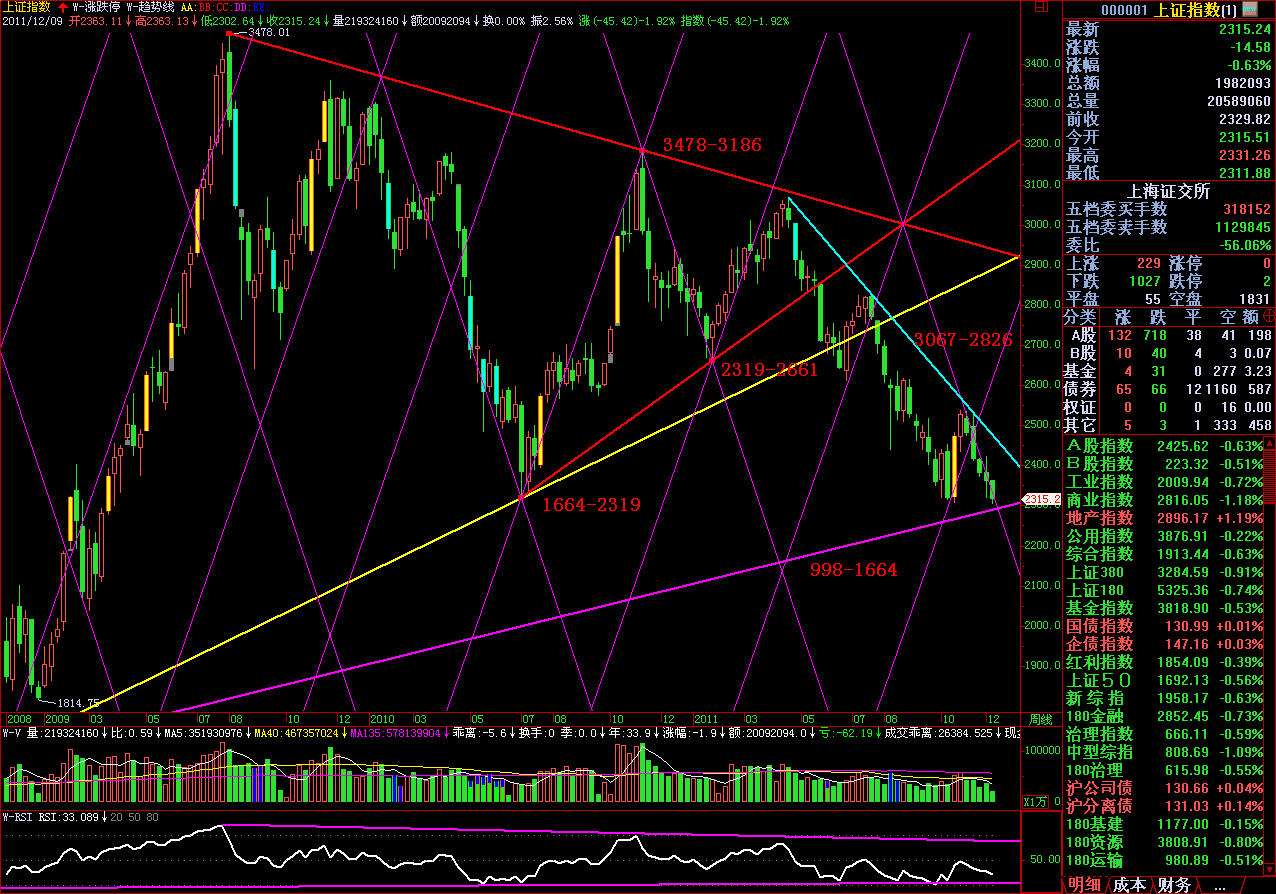 上证指数 ↑ W-涨跌停 W-趋势线 AA: BB: CC: DD: EE
2011/12/09 开2363.11↓高2363.13↓低2302.64↓收2315.24↓量219324160↓额20092094↓换0.00% 振2.56% 涨(-45.42)-1.92% 指数(-45.42)-1.92%
3478.01
3478-3186
3067-2826
2319-2661
1664-2319
998-1664
1814.75
3400.0
3300.0
3200.0
3100.0
3000.0
2900.0
2800.0
2700.0
2600.0
2500.0
2400.0
2315.2
2200.0
2100.0
2000.0
1900.0
2008 2009 03 05 07 08 10 12 2010 03 05 07 08 10 12 2011 03 05 07 08 10 12 周线
W-V 量:219324160↓比:0.59↓MA5:351930976↓MA40:467357024↓MA135:578139904↓乖离:-5.6↓换手:0 季:0.0↓年:33.9↓涨幅:-1.9↓额:20092094.0↓亏:-62.19↓成交乖离:26384.525↓现
100000
X1万 0
W-RSI RSI:33.089↓20 50 80
50.00
000001 上证指数(1)
最新 2315.24
涨跌 -14.58
涨幅 -0.63%
总额 1982093
总量 20589060
前收 2329.82
今开 2315.51
最高 2331.26
最低 2311.88
上海证交所
五档委买手数 318152
五档委卖手数 1129845
委比 -56.06%
上涨 229 涨停 0
下跌 1027 跌停 2
平盘 55 空盘 1831
分类 涨 跌 平 空 额
A股 132 718 38 41 198
B股 10 40 4 3 0.07
基金 4 31 0 277 3.23
债券 65 66 12 1160 587
权证 0 0 0 16 0.00
其它 5 3 1 333 458
A股指数 2425.62 -0.63%
B股指数 223.32 -0.51%
工业指数 2009.94 -0.72%
商业指数 2816.05 -1.18%
地产指数 2896.17 +1.19%
公用指数 3876.91 -0.22%
综合指数 1913.44 -0.63%
上证380 3284.59 -0.91%
上证180 5325.36 -0.74%
基金指数 3818.90 -0.53%
国债指数 130.99 +0.01%
企债指数 147.16 +0.03%
红利指数 1854.09 -0.39%
上证50 1692.13 -0.56%
新综指 1958.17 -0.63%
180金融 2852.45 -0.73%
治理指数 666.11 -0.59%
中型综指 808.69 -1.09%
180治理 615.98 -0.55%
沪公司债 130.66 +0.04%
沪分离债 131.03 +0.14%
180基建 1177.00 -0.15%
180资源 3808.91 -0.80%
180运输 980.89 -0.51%
明细 成本 财务 ...